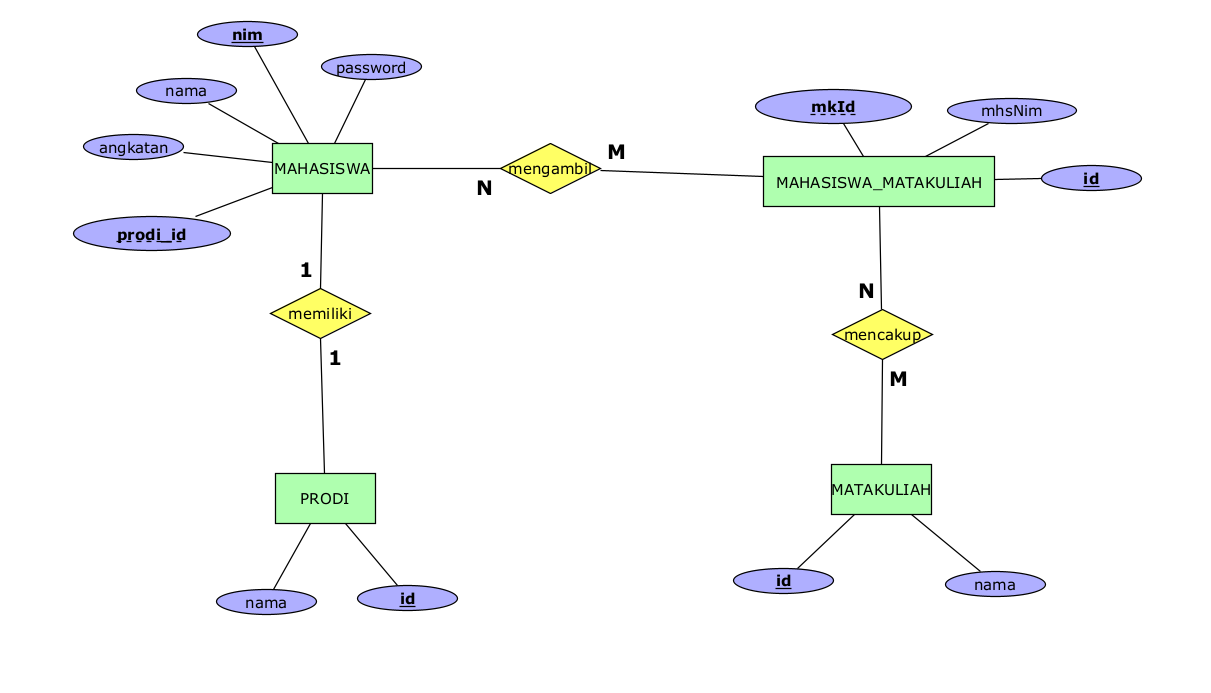 nim
password
nama
angkatan
prodi_id
MAHASISWA
mengambil
N
M
mkId
mhsNim
id
MAHASISWA_MATAKULIAH
1
memiliki
1
N
mencakup
M
PRODI
nama
id
MATAKULIAH
id
nama